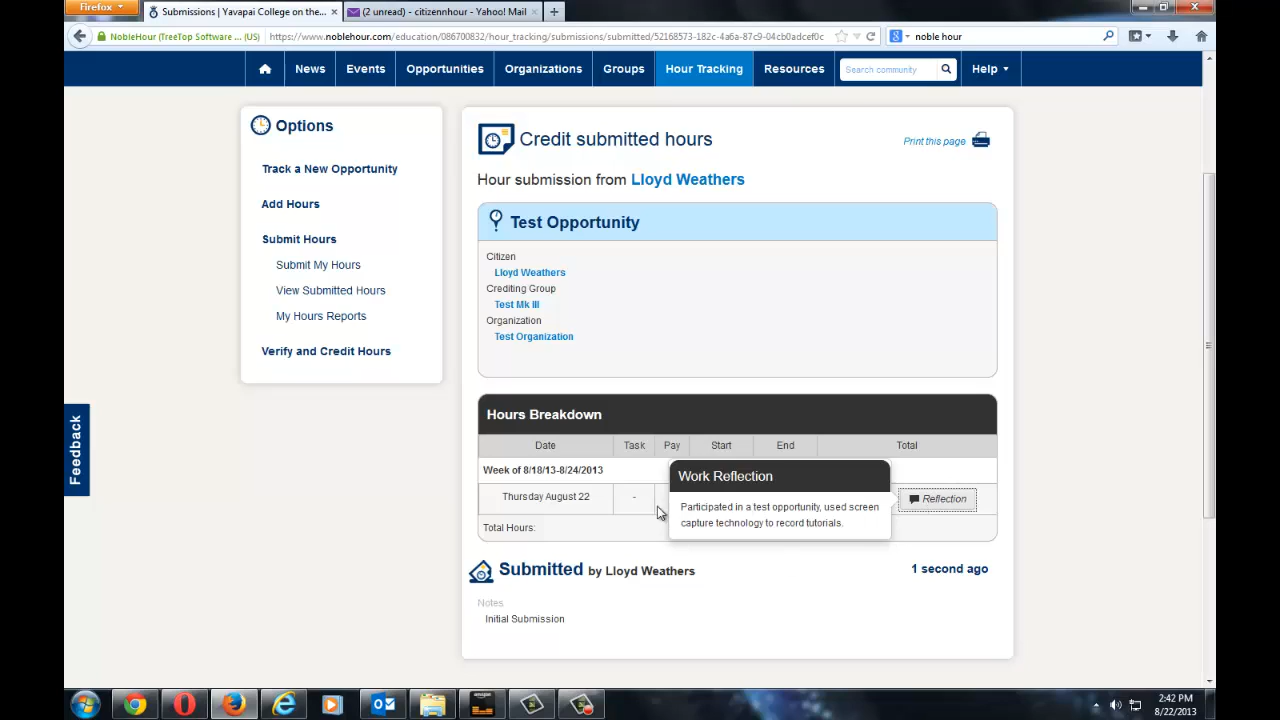 Firefox
Submissions | Yavapai College on the... ×
(2 unread) - citizennhour - Yahoo! Mail ×
NobleHour (TreeTop Software ... (US)
https://www.noblehour.com/education/086700832/hour_tracking/submissions/submitted/52168573-182c-4a6a-87c9-04cb0adcef0c
noble hour
News
Events
Opportunities
Organizations
Groups
Hour Tracking
Resources
Search community
Help
Options
Track a New Opportunity
Add Hours
Submit Hours
Submit My Hours
View Submitted Hours
My Hours Reports
Verify and Credit Hours
Feedback
Credit submitted hours
Print this page
Hour submission from Lloyd Weathers
Test Opportunity
Citizen
Lloyd Weathers
Crediting Group
Test Mk III
Organization
Test Organization
Hours Breakdown
Date Task Pay Start End Total
Week of 8/18/13-8/24/2013
Thursday August 22 -
Reflection
Work Reflection
Participated in a test opportunity, used screen
capture technology to record tutorials.
Total Hours:
Submitted by Lloyd Weathers
1 second ago
Notes
Initial Submission
2:42 PM
8/22/2013